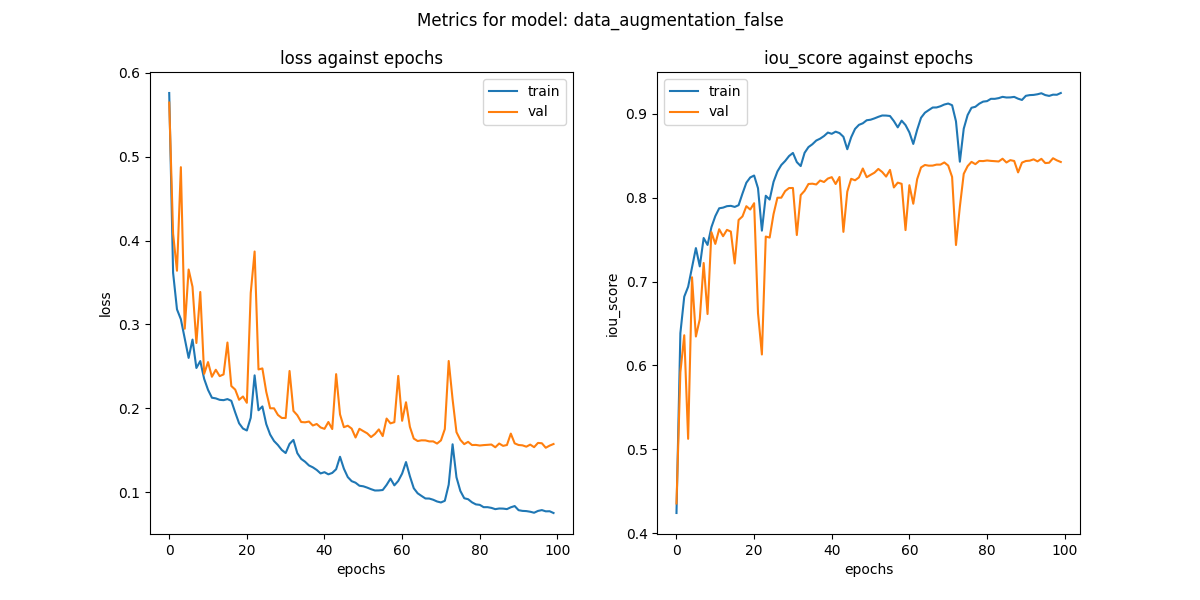 Metrics for model: data_augmentation_false
loss against epochs
0.6
0.5
0.4
0.3
0.2
0.1
loss
0 20 40 60 80 100
epochs
train
val
iou_score against epochs
0.9
0.8
0.7
0.6
0.5
0.4
iou_score
0 20 40 60 80 100
epochs
train
val